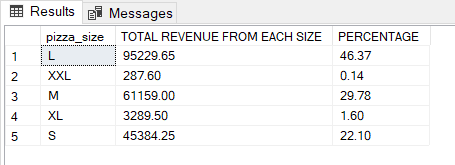 Results Messages
pizza_size TOTAL REVENUE FROM EACH SIZE PERCENTAGE
1 L 95229.65 46.37
2 XXL 287.60 0.14
3 M 61159.00 29.78
4 XL 3289.50 1.60
5 S 45384.25 22.10